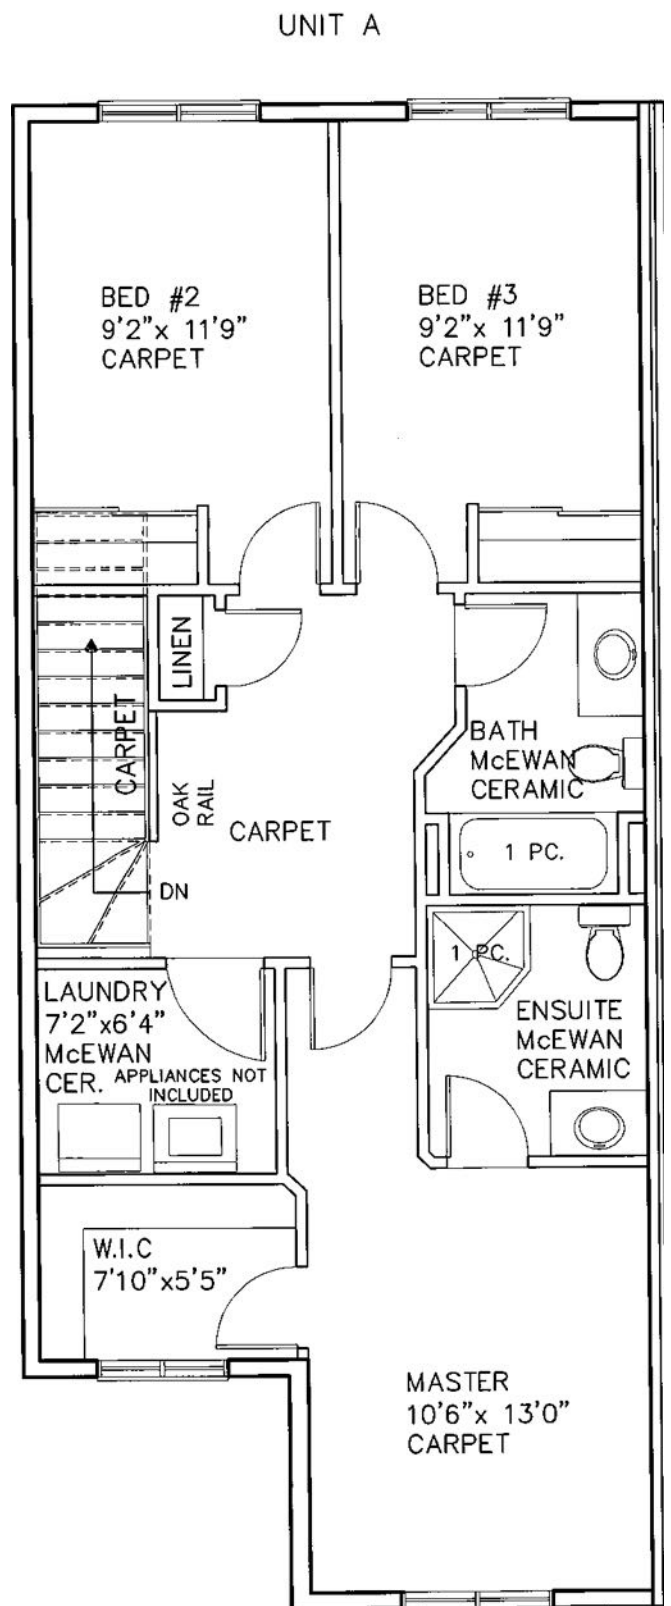 UNIT A
BED #2
9'2"x 11'9"
CARPET
BED #3
9'2"x 11'9"
CARPET
LINEN
CARPET
OAK
RAIL
CARPET
DN
BATH
McEWAN
CERAMIC
1 PC.
1 PC.
ENSUITE
McEWAN
CERAMIC
LAUNDRY
7'2"x6'4"
McEWAN
CER.
APPLIANCES NOT
INCLUDED
W.I.C
7'10"x5'5"
MASTER
10'6"x 13'0"
CARPET